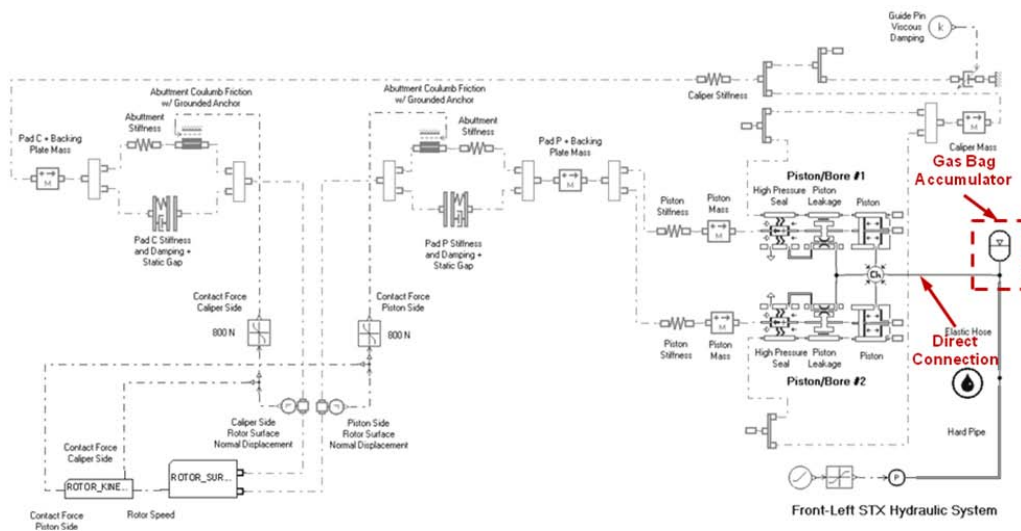 Guide Pin
Viscous
Damping
k
Caliper Stiffness
Abuttment Coulumb Friction
w/ Grounded Anchor
Abuttment
Stiffness
Pad C + Backing
Plate Mass
M
Pad C Stiffness
and Damping +
Static Gap
Abuttment Coulumb Friction
w/ Grounded Anchor
Abuttment
Stiffness
Pad P + Backing
Plate Mass
M
Pad P Stiffness
and Damping +
Static Gap
M
Caliper Mass
Gas Bag
Accumulator
Piston/Bore #1
High Pressure
Seal
Piston
Leakage
Piston
Piston
Stiffness
Piston
Mass
M
Ch
Contact Force
Caliper Side
800 N
Contact Force
Piston Side
800 N
Piston
Stiffness
M
Piston
Mass
High Pressure
Seal
Piston
Leakage
Piston
Piston/Bore #2
Elastic Hose
Direct
Connection
Hard Pipe
Caliper Side
Rotor Surface
Normal Displacement
Piston Side
Rotor Surface
Normal Displacement
Contact Force
Caliper Side
ROTOR_KINE...
ROTOR_SUR...
Contact Force
Piston Side
Rotor Speed
P
Front-Left STX Hydraulic System